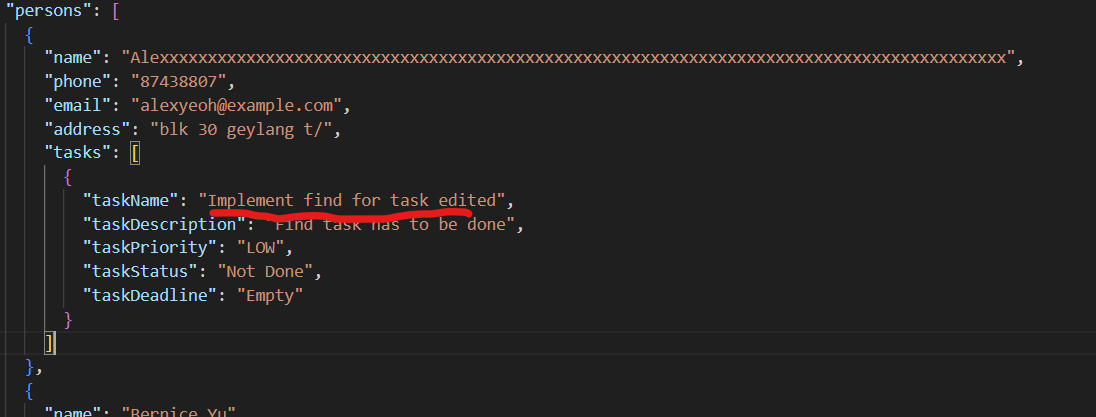 "persons": [
{
"name": "Alexxxxxxxxxxxxxxxxxxxxxxxxxxxxxxxxxxxxxxxxxxxxxxxxxxxxxxxxxxxxxxxxxxxxxxxxxxxxxxxxxxxxxxxx",
"phone": "87438807",
"email": "alexyeoh@example.com",
"address": "blk 30 geylang t/",
"tasks": [
{
"taskName": "Implement find for task edited",
"taskDescription": "Find task has to be done",
"taskPriority": "LOW",
"taskStatus": "Not Done",
"taskDeadline": "Empty"
}
]
},
{
"name": "Bernice Yu"